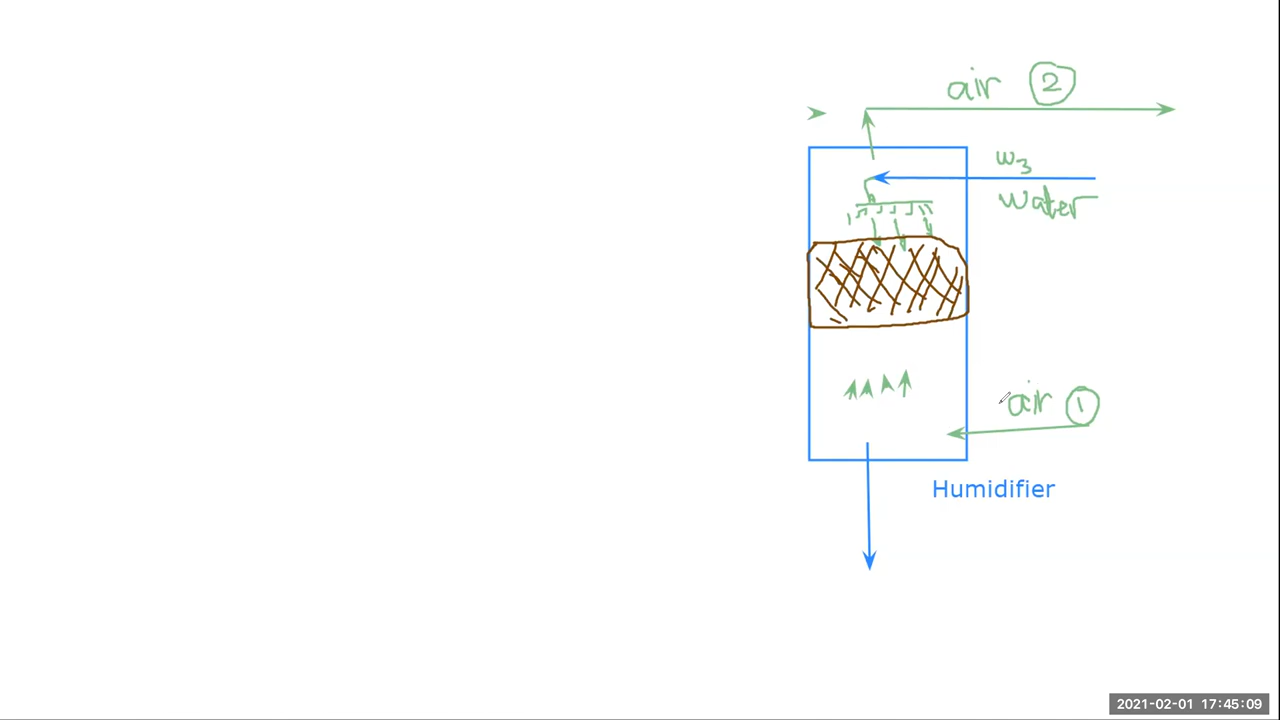 air ②
w₃
water
air ①
Humidifier
2021-02-01 17:45:09